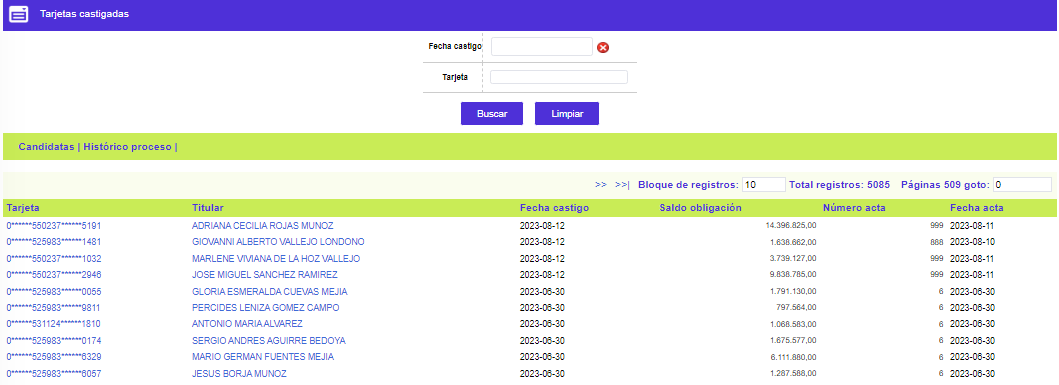 Tarjetas castigadas
Fecha castigo
Tarjeta
Buscar Limpiar
Candidatas | Histórico proceso |
>> >>| Bloque de registros: 10 Total registros: 5085 Páginas 509 goto: 0
Tarjeta Titular Fecha castigo Saldo obligación Número acta Fecha acta
0******550237******5191 ADRIANA CECILIA ROJAS MUNOZ 2023-08-12 14.396.825,00 999 2023-08-11
0******525983******1481 GIOVANNI ALBERTO VALLEJO LONDONO 2023-08-12 1.638.662,00 888 2023-08-10
0******550237******1032 MARLENE VIVIANA DE LA HOZ VALLEJO 2023-08-12 3.739.127,00 999 2023-08-11
0******550237******2946 JOSE MIGUEL SANCHEZ RAMIREZ 2023-08-12 9.838.785,00 999 2023-08-11
0******525983******0055 GLORIA ESMERALDA CUEVAS MEJIA 2023-06-30 1.791.130,00 6 2023-06-30
0******525983******9811 PERCIDES LENIZA GOMEZ CAMPO 2023-06-30 797.564,00 6 2023-06-30
0******531124******1810 ANTONIO MARIA ALVAREZ 2023-06-30 1.068.583,00 6 2023-06-30
0******525983******0174 SERGIO ANDRES AGUIRRE BEDOYA 2023-06-30 1.675.577,00 6 2023-06-30
0******525983******6329 MARIO GERMAN FUENTES MEJIA 2023-06-30 6.111.880,00 6 2023-06-30
0******525983******6057 JESUS BORJA MUNOZ 2023-06-30 1.287.588,00 6 2023-06-30